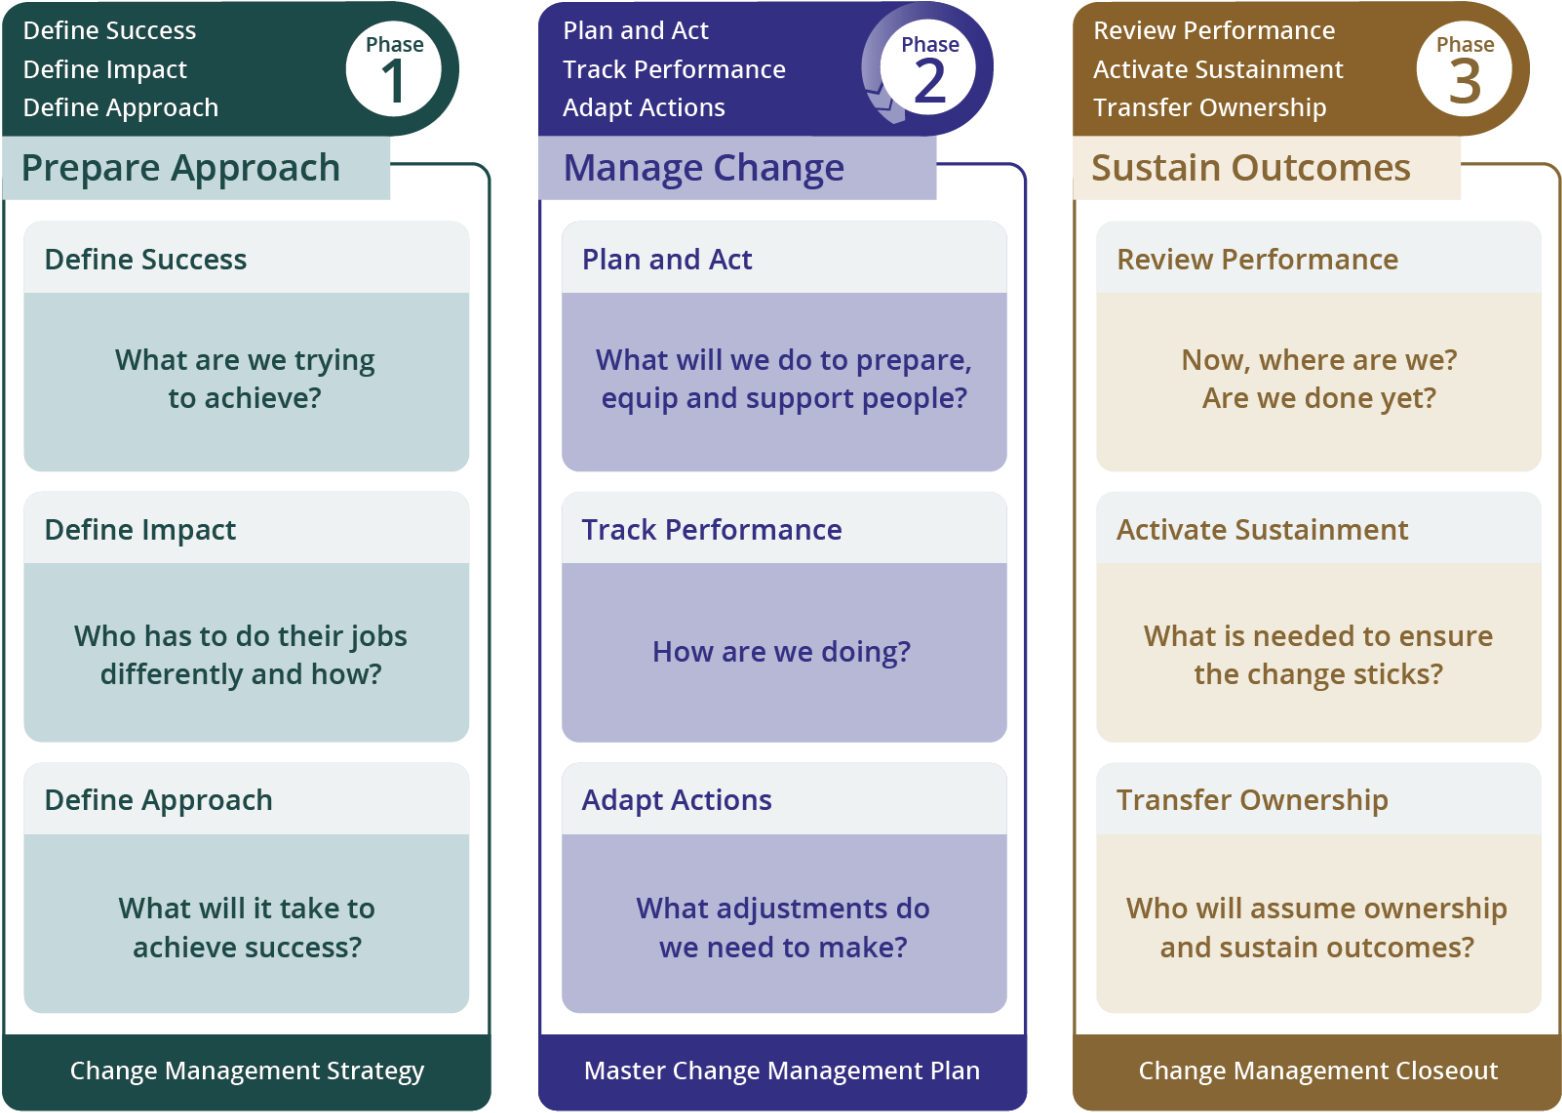 Define Success
Define Impact
Define Approach
Phase
1
Prepare Approach
Define Success
What are we trying
to achieve?
Define Impact
Who has to do their jobs
differently and how?
Define Approach
What will it take to
achieve success?
Change Management Strategy
Plan and Act
Track Performance
Adapt Actions
Phase
2
Manage Change
Plan and Act
What will we do to prepare,
equip and support people?
Track Performance
How are we doing?
Adapt Actions
What adjustments do
we need to make?
Master Change Management Plan
Review Performance
Activate Sustainment
Transfer Ownership
Phase
3
Sustain Outcomes
Review Performance
Now, where are we?
Are we done yet?
Activate Sustainment
What is needed to ensure
the change sticks?
Transfer Ownership
Who will assume ownership
and sustain outcomes?
Change Management Closeout